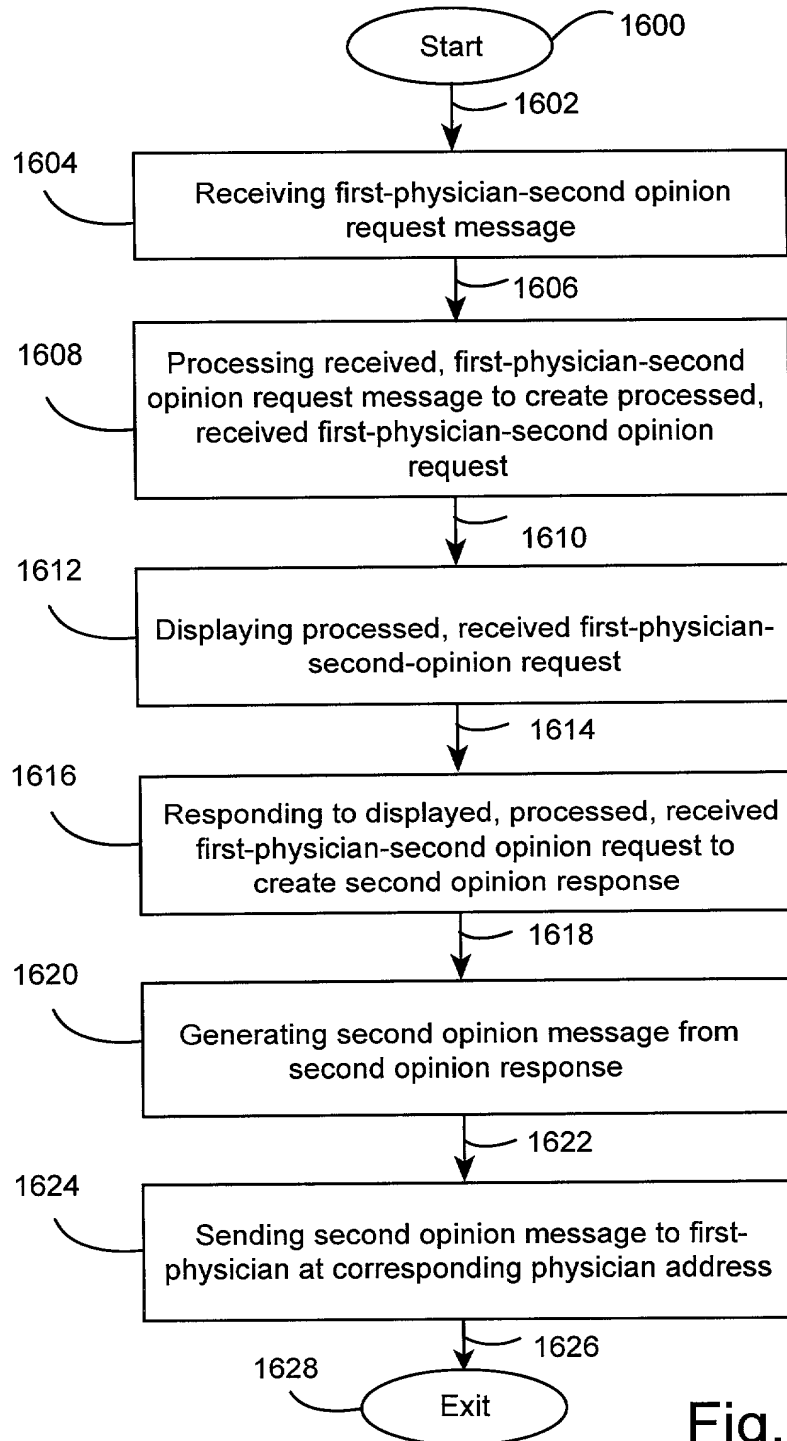 Start
1600
1602
1604
Receiving first-physician-second opinion
request message
1606
1608
Processing received, first-physician-second
opinion request message to create processed,
received first-physician-second opinion
request
1610
1612
Displaying processed, received first-physician-
second-opinion request
1614
1616
Responding to displayed, processed, received
first-physician-second opinion request to
create second opinion response
1618
1620
Generating second opinion message from
second opinion response
1622
1624
Sending second opinion message to first-
physician at corresponding physician address
1626
1628
Exit
Fig.